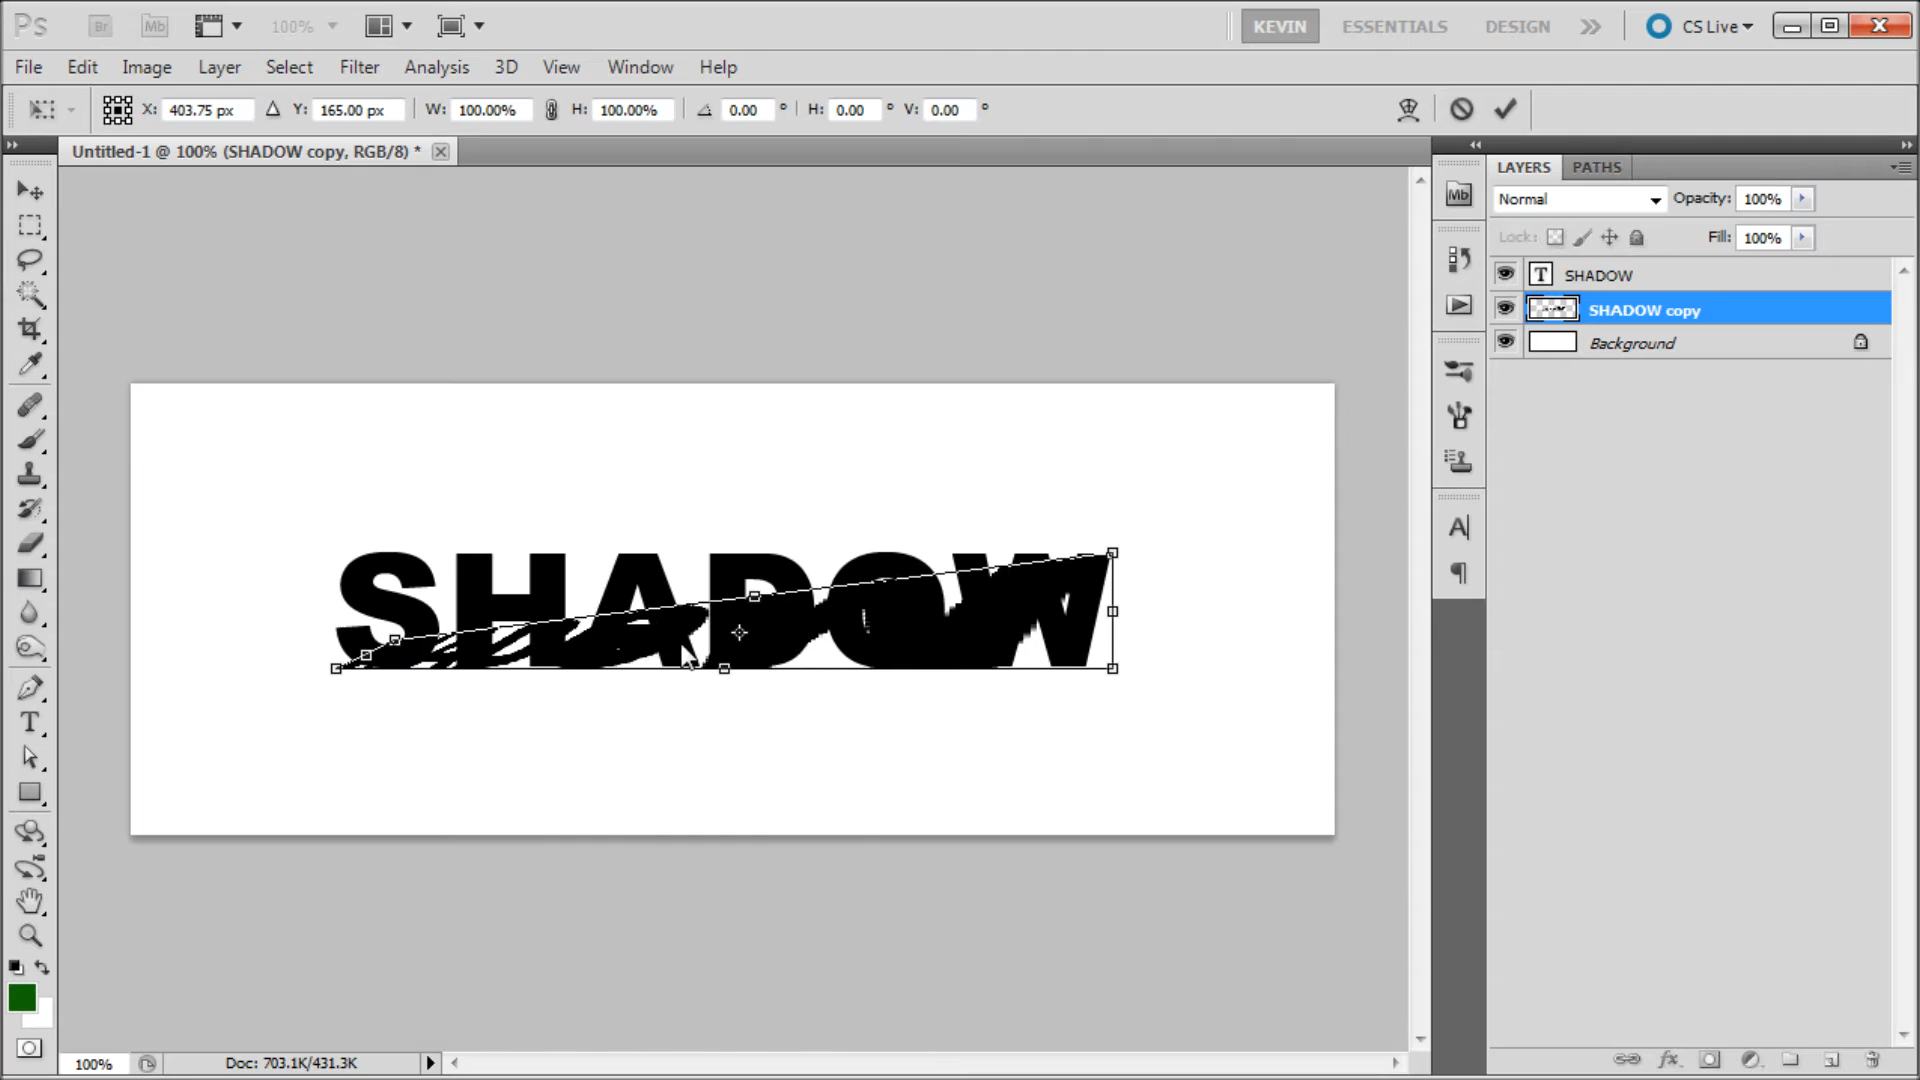 Ps Br Mb 100% KEVIN ESSENTIALS DESIGN CS Live
File Edit Image Layer Select Filter Analysis 3D View Window Help
X: 403.75 px Y: 165.00 px W: 100.00% H: 100.00% 0.00 ° H: 0.00 ° V: 0.00 °
Untitled-1 @ 100% (SHADOW copy, RGB/8) *
LAYERS PATHS
Normal Opacity: 100%
Lock: Fill: 100%
T SHADOW
SHADOW copy
Background
Mb
A
T
SHADOW
fx
100% Doc: 703.1K/431.3K